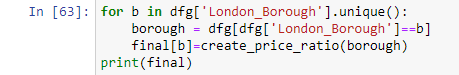 In [63]: for b in dfg['London_Borough'].unique():
    borough = dfg[dfg['London_Borough']==b]
    final[b]=create_price_ratio(borough)
print(final)